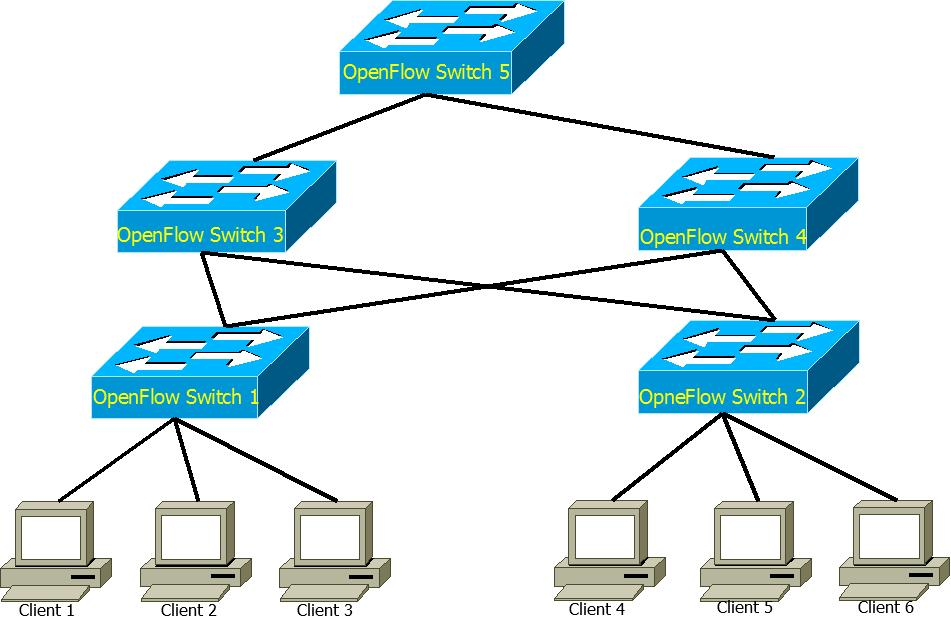 OpenFlow Switch 5
OpenFlow Switch 3
OpenFlow Switch 4
OpenFlow Switch 1
OpneFlow Switch 2
Client 1
Client 2
Client 3
Client 4
Client 5
Client 6